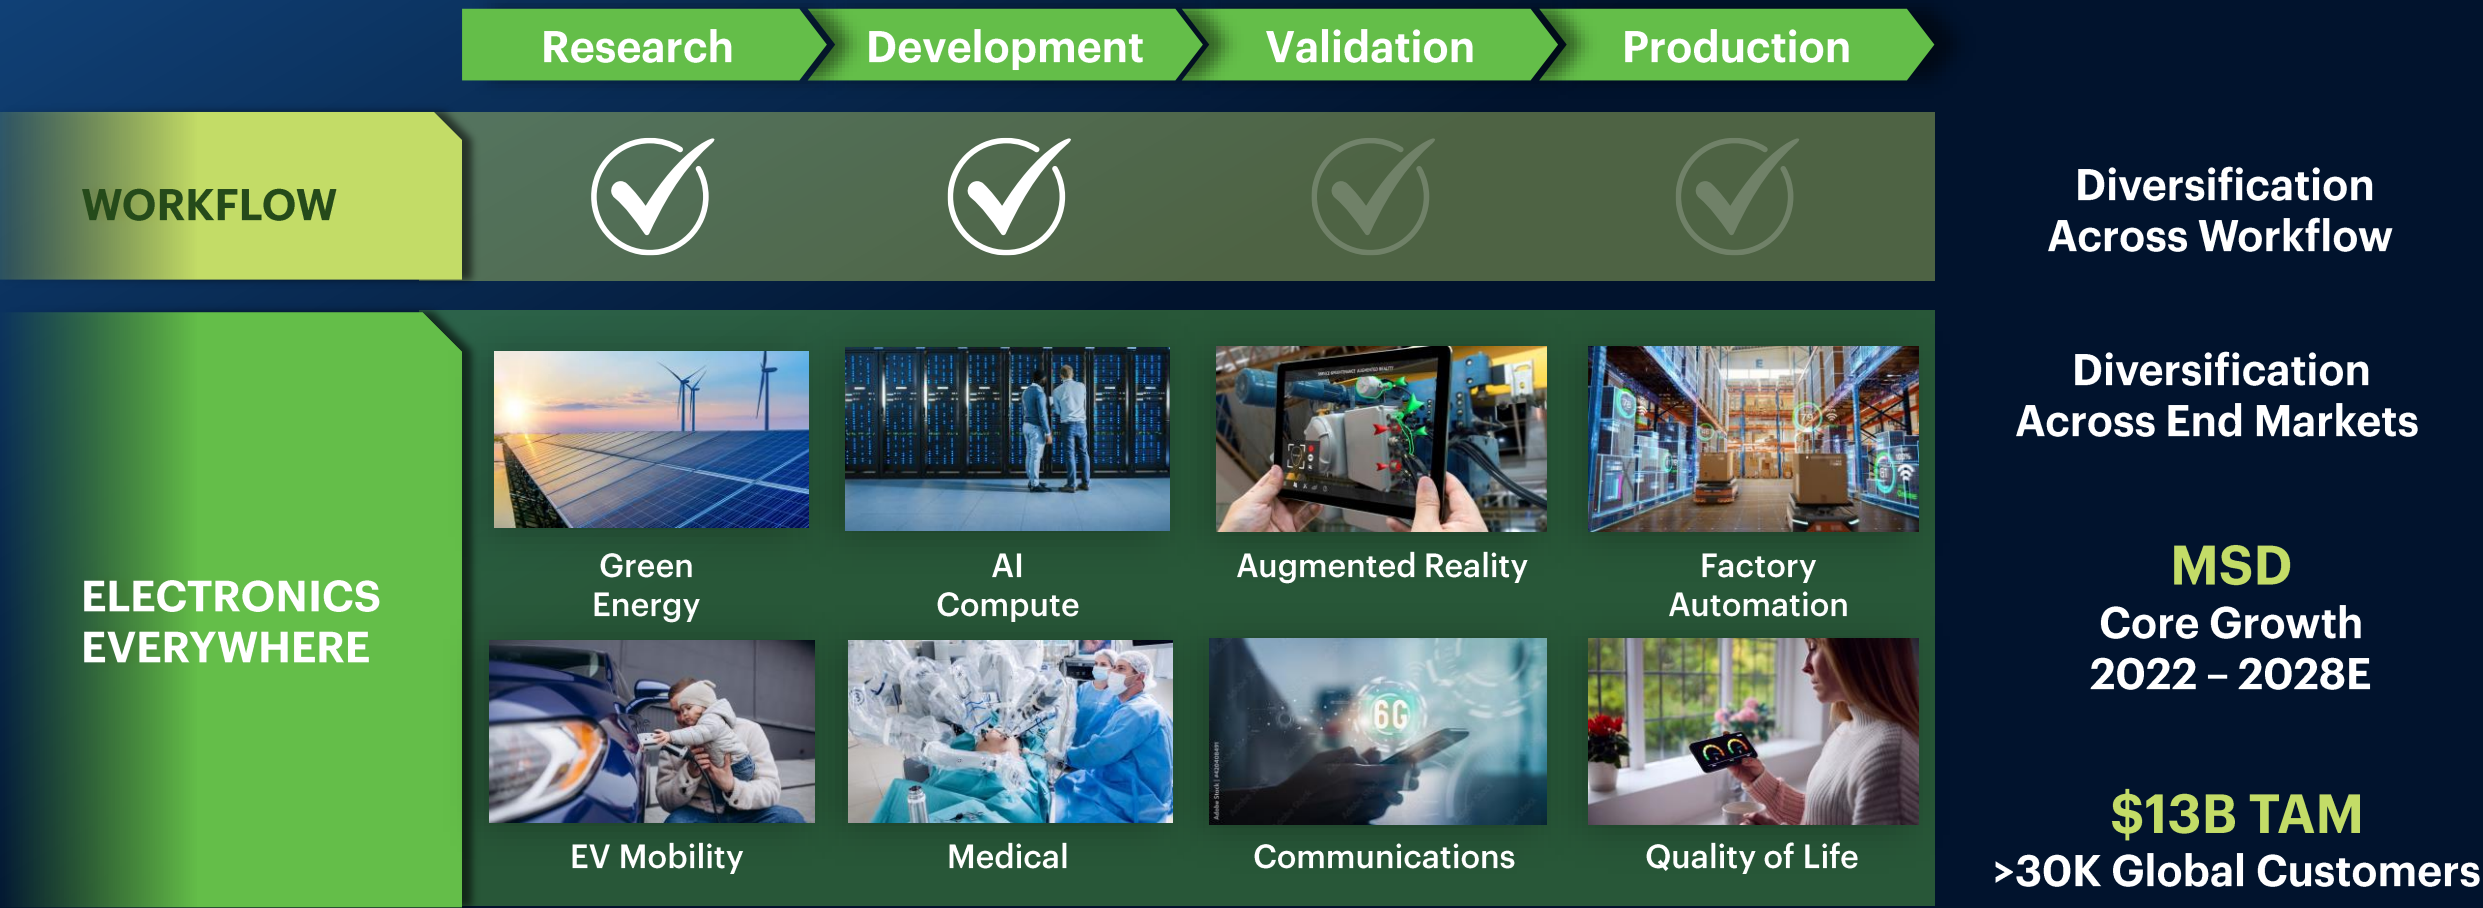 Research
Development
Validation
Production
WORKFLOW
Diversification
Across Workflow
ELECTRONICS
EVERYWHERE
Green
Energy
AI
Compute
Augmented Reality
Factory
Automation
EV Mobility
Medical
6G
Communications
Quality of Life
Diversification
Across End Markets
MSD
Core Growth
2022 – 2028E
$13B TAM
>30K Global Customers